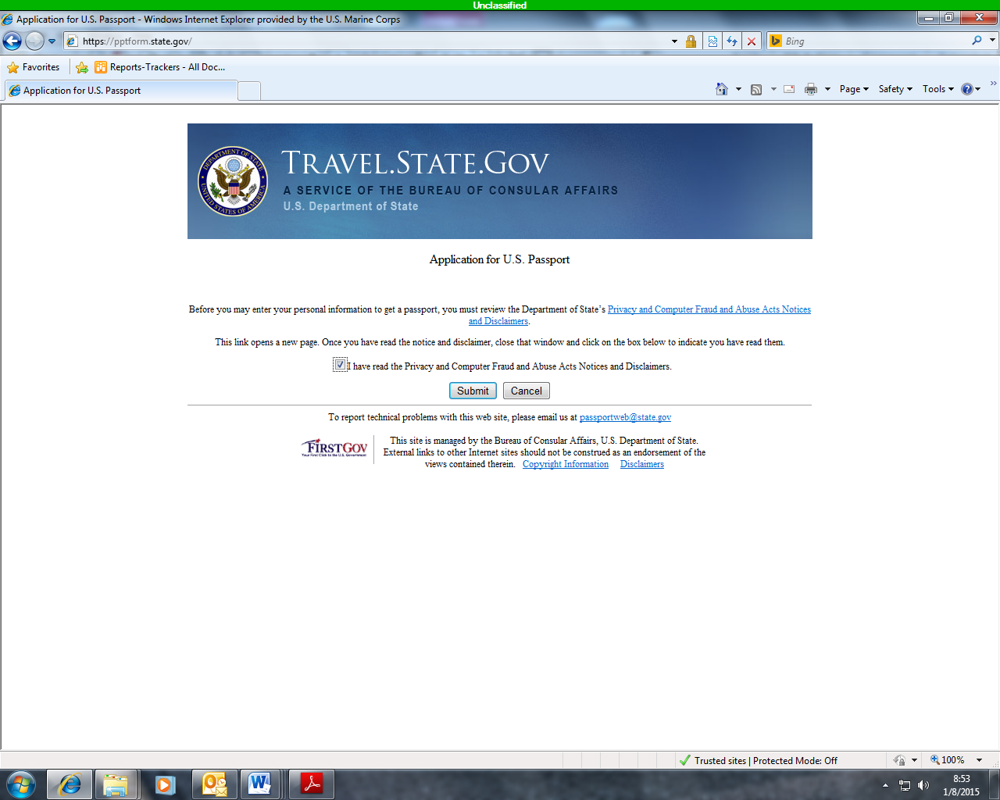 Unclassified
Application for U.S. Passport - Windows Internet Explorer provided by the U.S. Marine Corps
https://pptform.state.gov/
Bing
Favorites
Reports-Trackers - All Doc...
Application for U.S. Passport
Page
Safety
Tools
TRAVEL.STATE.GOV
A SERVICE OF THE BUREAU OF CONSULAR AFFAIRS
U.S. Department of State
DEPARTMENT OF STATE
UNITED STATES OF AMERICA
Application for U.S. Passport
Before you may enter your personal information to get a passport, you must review the Department of State's Privacy and Computer Fraud and Abuse Acts Notices
and Disclaimers.
This link opens a new page. Once you have read the notice and disclaimer, close that window and click on the box below to indicate you have read them.
I have read the Privacy and Computer Fraud and Abuse Acts Notices and Disclaimers.
Submit Cancel
To report technical problems with this web site, please email us at passportweb@state.gov
FIRSTGOV
Your First Click to the U.S. Government
This site is managed by the Bureau of Consular Affairs, U.S. Department of State.
External links to other Internet sites should not be construed as an endorsement of the
views contained therein. Copyright Information Disclaimers
Trusted sites | Protected Mode: Off
100%
8:53
1/8/2015